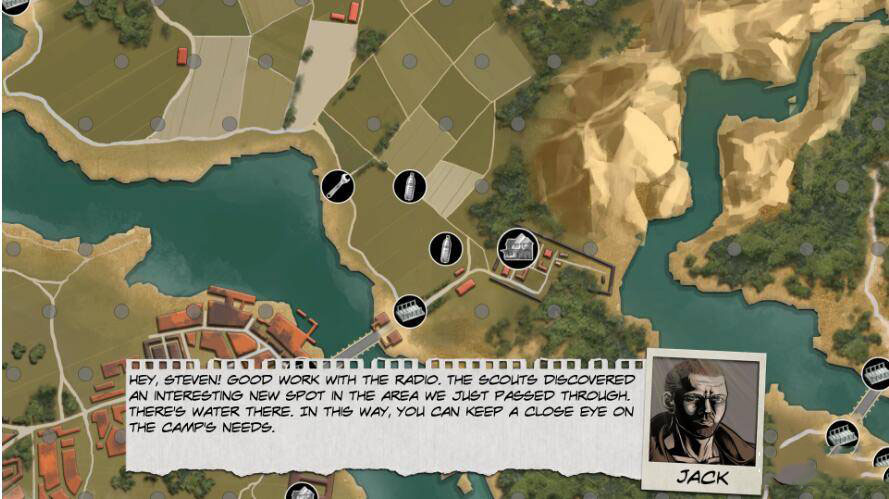 HEY, STEVEN! GOOD WORK WITH THE RADIO. THE SCOUTS DISCOVERED
AN INTERESTING NEW SPOT IN THE AREA WE JUST PASSED THROUGH.
THERE'S WATER THERE. IN THIS WAY, YOU CAN KEEP A CLOSE EYE ON
THE CAMP'S NEEDS.
JACK